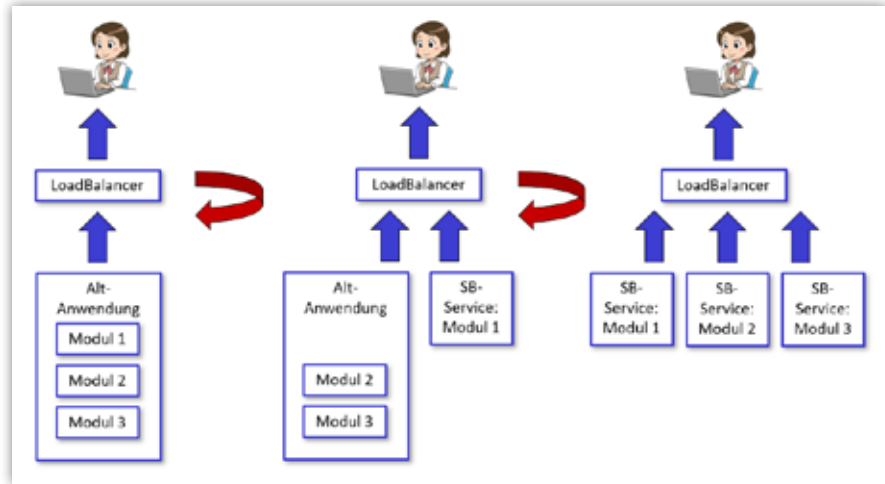 LoadBalancer
Alt-
Anwendung
Modul 1
Modul 2
Modul 3
LoadBalancer
Alt-
Anwendung
Modul 2
Modul 3
SB-
Service:
Modul 1
LoadBalancer
SB-
Service:
Modul 1
SB-
Service:
Modul 2
SB-
Service:
Modul 3